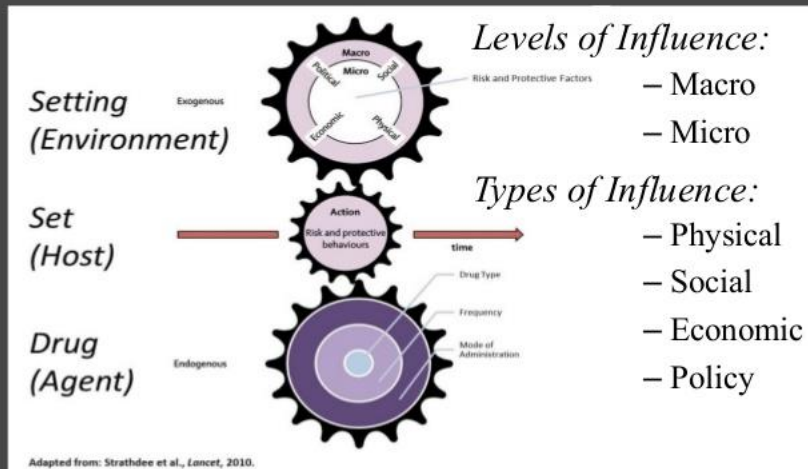 Setting
(Environment)
Exogenous
Macro
Micro
Political
Social
Economic
Physical
Risk and Protective Factors
Levels of Influence:
– Macro
– Micro
Set
(Host)
Action
Risk and protective
behaviours
time
Types of Influence:
– Physical
– Social
– Economic
– Policy
Drug
(Agent)
Endogenous
Drug Type
Frequency
Mode of
Administration
Adapted from: Strathdee et al., Lancet, 2010.